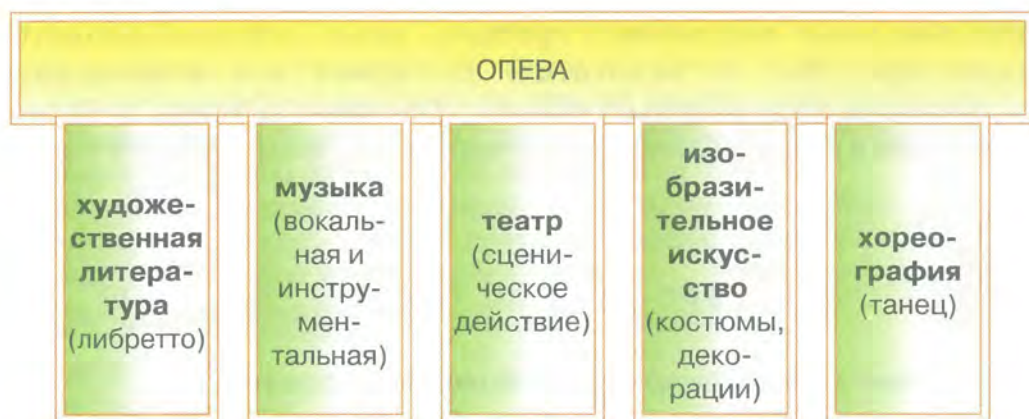 ОПЕРА
художе-
ственная
литера-
тура
(либретто)
музыка
(вокаль-
ная и
инстру-
мен-
тальная)
театр
(сцени-
ческое
действие)
изо-
брази-
тельное
искус-
ство
(костюмы,
деко-
рации)
хорео-
графия
(танец)